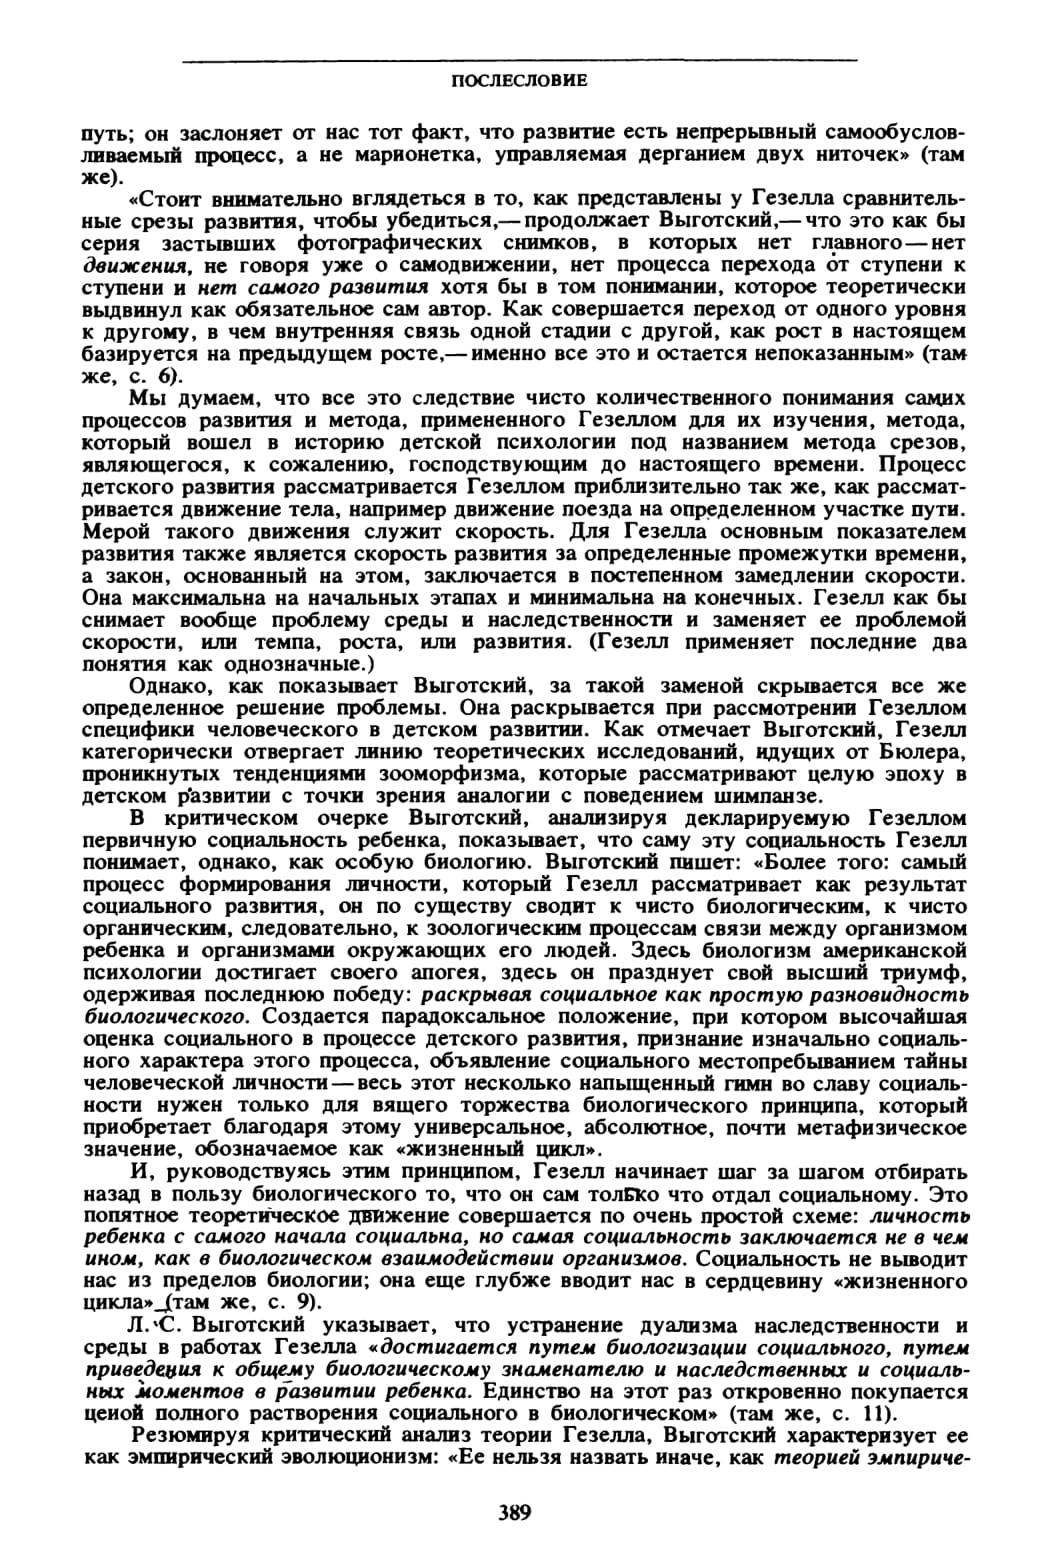 ПОСЛЕСЛОВИЕ
путь; он заслоняет от нас тот факт, что развитие есть непрерывный самообуслов-
ливаемый процесс, а не марионетка, управляемая дерганием двух ниточек» (там
же).
«Стоит внимательно вглядеться в то, как представлены у Гезелла сравнитель-
ные срезы развития, чтобы убедиться,— продолжает Выготский,— что это как бы
серия застывших фотографических снимков, в которых нет главного — нет
движения, не говоря уже о самодвижении, нет процесса перехода от ступени к
ступени и нет самого развития хотя бы в том понимании, которое теоретически
выдвинул как обязательное сам автор. Как совершается переход от одного уровня
к другому, в чем внутренняя связь одной стадии с другой, как рост в настоящем
базируется на предыдущем росте,— именно все это и остается непоказанным» (там
же, с. 6).
Мы думаем, что все это следствие чисто количественного понимания самих
процессов развития и метода, примененного Гезеллом для их изучения, метода,
который вошел в историю детской психологии под названием метода срезов,
являющегося, к сожалению, господствующим до настоящего времени. Процесс
детского развития рассматривается Гезеллом приблизительно так же, как рассмат-
ривается движение тела, например движение поезда на определенном участке пути.
Мерой такого движения служит скорость. Для Гезелла основным показателем
развития также является скорость развития за определенные промежутки времени,
а закон, основанный на этом, заключается в постепенном замедлении скорости.
Она максимальна на начальных этапах и минимальна на конечных. Гезелл как бы
снимает вообще проблему среды и наследственности и заменяет ее проблемой
скорости, или темпа, роста, или развития. (Гезелл применяет последние два
понятия как однозначные.)
Однако, как показывает Выготский, за такой заменой скрывается все же
определенное решение проблемы. Она раскрывается при рассмотрении Гезеллом
специфики человеческого в детском развитии. Как отмечает Выготский, Гезелл
категорически отвергает линию теоретических исследований, идущих от Бюлера,
проникнутых тенденциями зооморфизма, которые рассматривают целую эпоху в
детском развитии с точки зрения аналогии с поведением шимпанзе.
В критическом очерке Выготский, анализируя декларируемую Гезеллом
первичную социальность ребенка, показывает, что саму эту социальность Гезелл
понимает, однако, как особую биологию. Выготский пишет: «Более того: самый
процесс формирования личности, который Гезелл рассматривает как результат
социального развития, он по существу сводит к чисто биологическим, к чисто
органическим, следовательно, к зоологическим процессам связи между организмом
ребенка и организмами окружающих его людей. Здесь биологизм американской
психологии достигает своего апогея, здесь он празднует свой высший триумф,
одерживая последнюю победу: раскрывая социальное как простую разновидность
биологического. Создается парадоксальное положение, при котором высочайшая
оценка социального в процессе детского развития, признание изначально социаль-
ного характера этого процесса, объявление социального местопребыванием тайны
человеческой личности — весь этот несколько напыщенный гимн во славу социаль-
ности нужен только для вящего торжества биологического принципа, который
приобретает благодаря этому универсальное, абсолютное, почти метафизическое
значение, обозначаемое как «жизненный цикл».
И, руководствуясь этим принципом, Гезелл начинает шаг за шагом отбирать
назад в пользу биологического то, что он сам только что отдал социальному. Это
попятное теоретическое движение совершается по очень простой схеме: личность
ребенка с самого начала социальна, но самая социальность заключается не в чем
ином, как в биологическом взаимодействии организмов. Социальность не выводит
нас из пределов биологии; она еще глубже вводит нас в сердцевину «жизненного
цикла» (там же, с. 9).
Л. С. Выготский указывает, что устранение дуализма наследственности и
среды в работах Гезелла «достигается путем биологизации социального, путем
приведения к общему биологическому знаменателю и наследственных и социаль-
ных моментов в развитии ребенка. Единство на этот раз откровенно покупается
ценой полного растворения социального в биологическом» (там же, с. 11).
Резюмируя критический анализ теории Гезелла, Выготский характеризует ее
как эмпирический эволюционизм: «Ее нельзя назвать иначе, как теорией эмпириче-
389